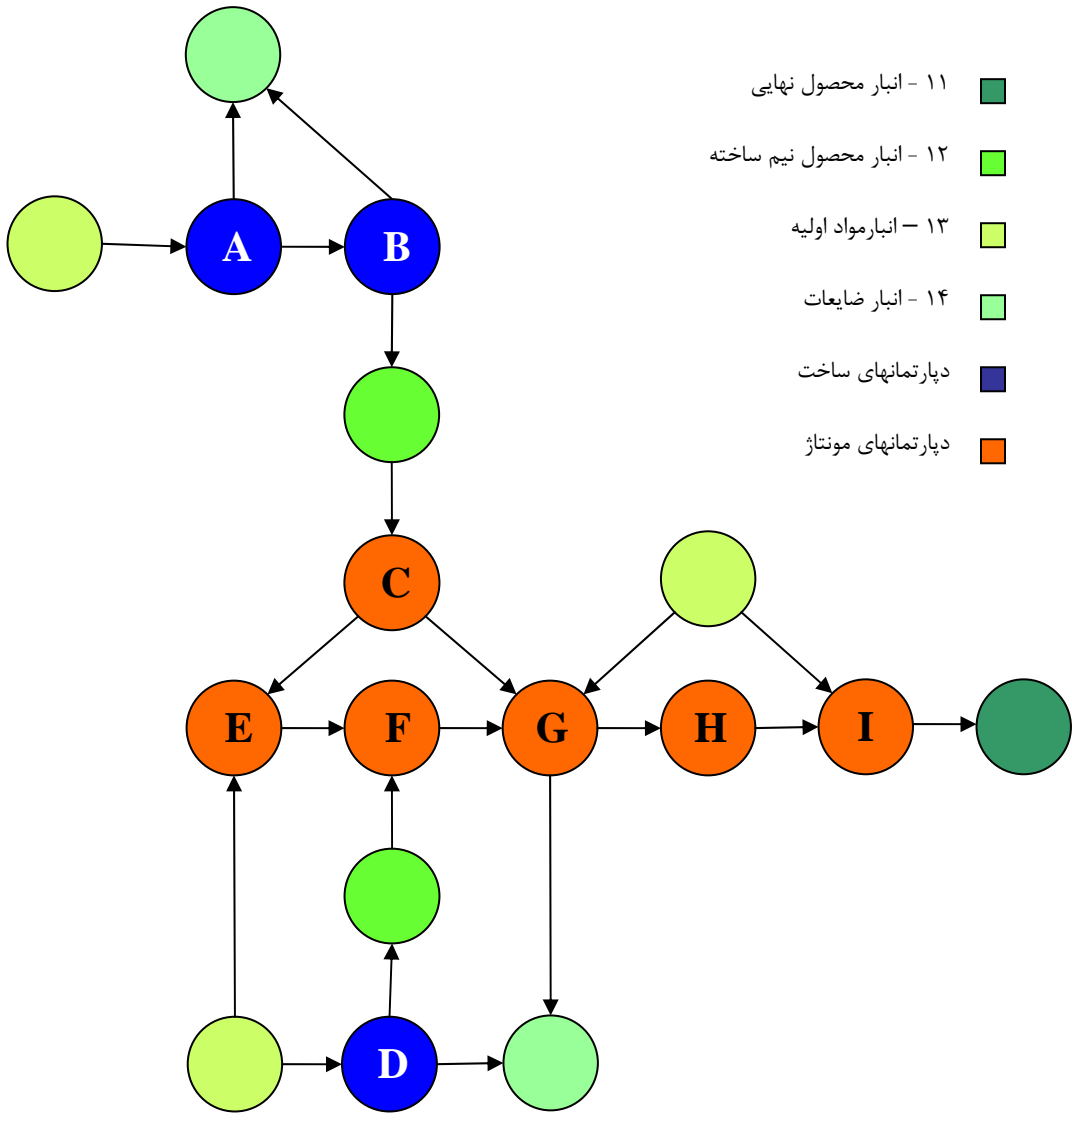 ۱۱ - انبار محصول نهایی
۱۲ - انبار محصول نیم ساخته
۱۳ – انبارمواد اولیه
۱۴ - انبار ضایعات
دپارتمانهای ساخت
دپارتمانهای مونتاژ
A
B
C
E
F
G
H
I
D